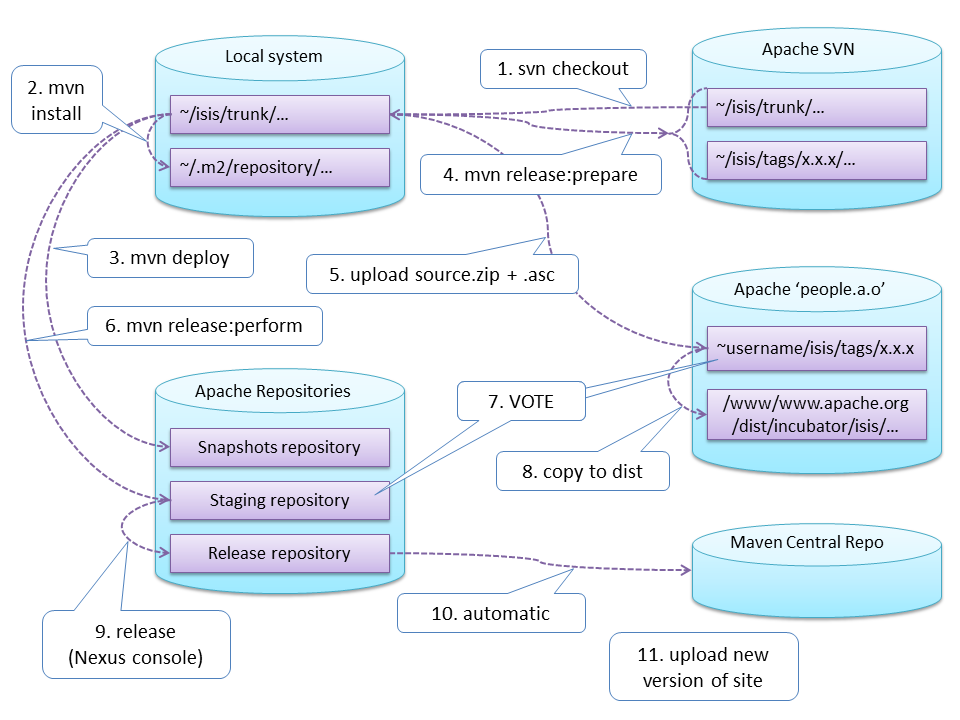 Local system
Apache SVN
1. svn checkout
2. mvn
install
~/isis/trunk/...
~/isis/trunk/...
~/.m2/repository/...
~/isis/tags/x.x.x/...
4. mvn release:prepare
3. mvn deploy
5. upload source.zip + .asc
Apache ‘people.a.o’
6. mvn release:perform
~username/isis/tags/x.x.x
Apache Repositories
7. VOTE
/www/www.apache.org
/dist/incubator/isis/...
Snapshots repository
8. copy to dist
Staging repository
Release repository
Maven Central Repo
10. automatic
9. release
(Nexus console)
11. upload new
version of site